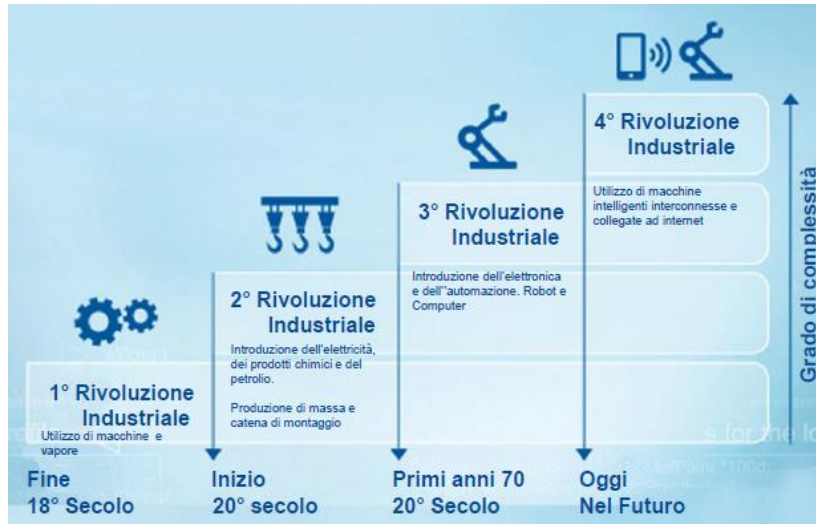 4° Rivoluzione
Industriale
Utilizzo di macchine
intelligenti interconnesse e
collegate ad internet
3° Rivoluzione
Industriale
Introduzione dell'elettronica
e dell''automazione. Robot e
Computer
2° Rivoluzione
Industriale
Introduzione dell'elettricità,
dei prodotti chimici e del
petrolio.
Produzione di massa e
catena di montaggio
1° Rivoluzione
Industriale
Utilizzo di macchine e
vapore
Grado di complessità
s for the lo
Fine
18° Secolo
Inizio
20° secolo
Primi anni 70
20° Secolo
Oggi
Nel Futuro